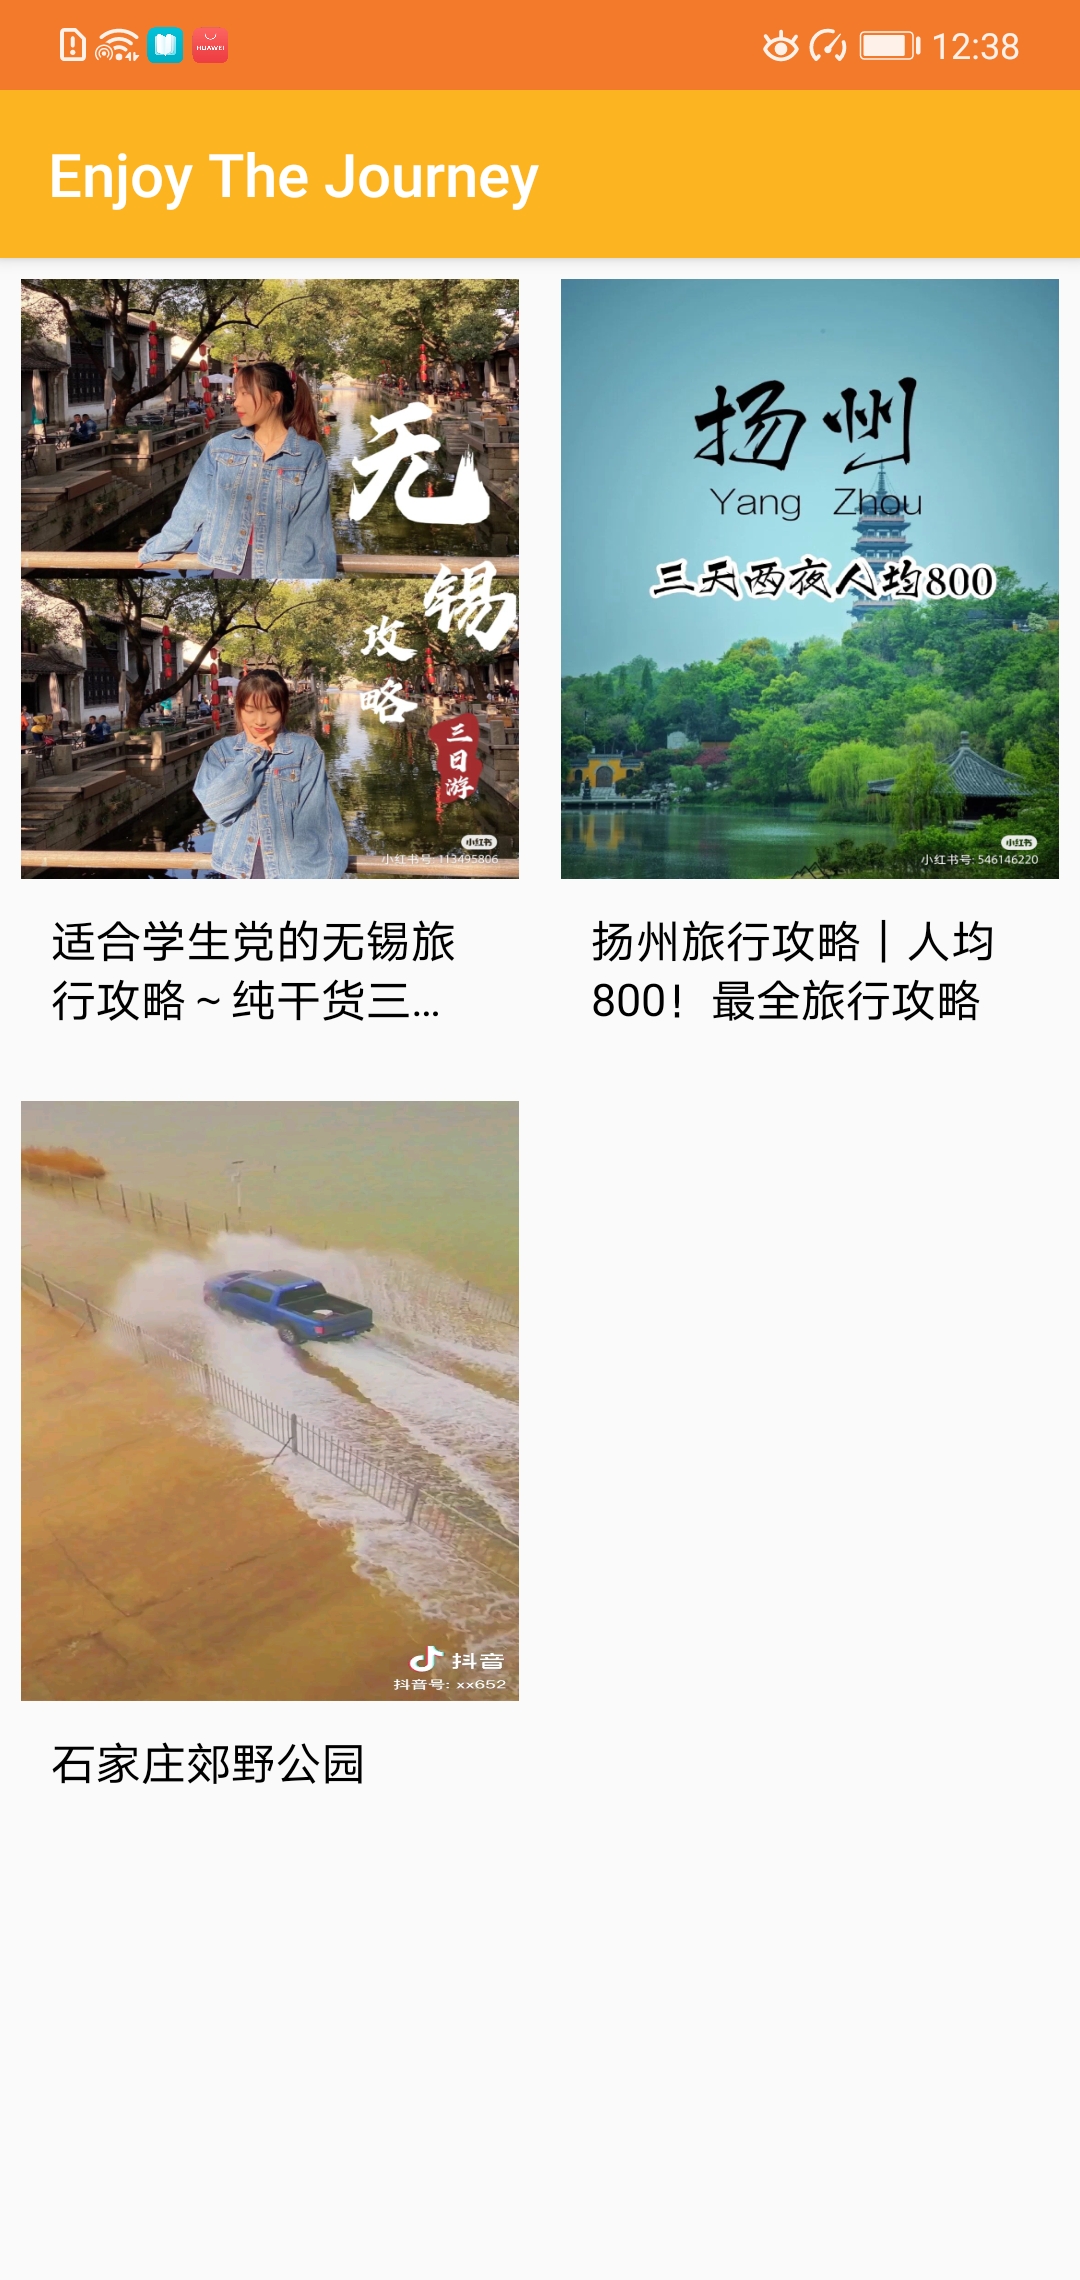 HUAWEI
12:38
Enjoy The Journey
无
锡
攻
略
三
日
游
小红书
小红书号: 113495806
扬州
Yang Zhou
三天两夜人均800
小红书
小红书号: 546146220
适合学生党的无锡旅
行攻略 ~ 纯干货三...
扬州旅行攻略｜人均
800！最全旅行攻略
抖音
抖音号: xx652
石家庄郊野公园